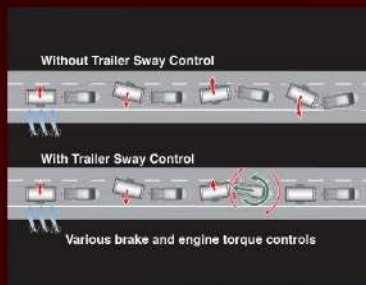 Without Trailer Sway Control
With Trailer Sway Control
Various brake and engine torque controls